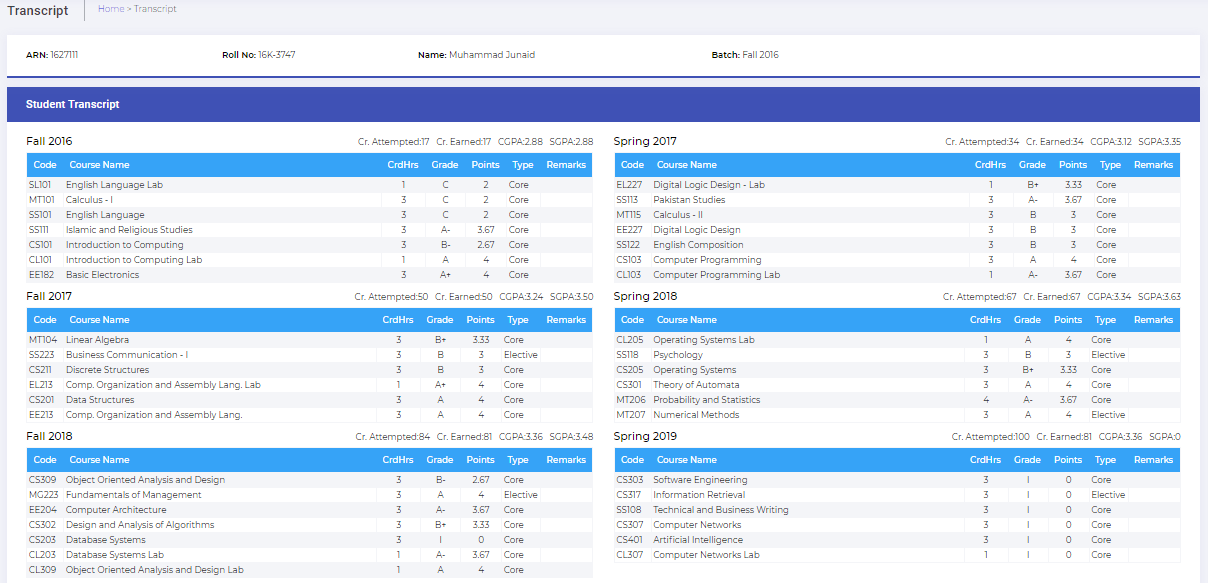 Transcript
Home > Transcript
ARN: 1627111 Roll No: 16K-3747 Name: Muhammad Junaid Batch: Fall 2016
Student Transcript
Fall 2016 Cr. Attempted:17 Cr. Earned:17 CGPA:2.88 SGPA:2.88
Code Course Name CrdHrs Grade Points Type Remarks
SL101 English Language Lab 1 C 2 Core
MT101 Calculus - I 3 C 2 Core
SS101 English Language 3 C 2 Core
SS111 Islamic and Religious Studies 3 A- 3.67 Core
CS101 Introduction to Computing 3 B- 2.67 Core
CL101 Introduction to Computing Lab 1 A 4 Core
EE182 Basic Electronics 3 A+ 4 Core
Spring 2017 Cr. Attempted:34 Cr. Earned:34 CGPA:3.12 SGPA:3.35
Code Course Name CrdHrs Grade Points Type Remarks
EL227 Digital Logic Design - Lab 1 B+ 3.33 Core
SS113 Pakistan Studies 3 A- 3.67 Core
MT115 Calculus - II 3 B 3 Core
EE227 Digital Logic Design 3 B 3 Core
SS122 English Composition 3 B 3 Core
CS103 Computer Programming 3 A 4 Core
CL103 Computer Programming Lab 1 A- 3.67 Core
Fall 2017 Cr. Attempted:50 Cr. Earned:50 CGPA:3.24 SGPA:3.50
Code Course Name CrdHrs Grade Points Type Remarks
MT104 Linear Algebra 3 B+ 3.33 Core
SS223 Business Communication - I 3 B 3 Elective
CS211 Discrete Structures 3 B 3 Core
EL213 Comp. Organization and Assembly Lang. Lab 1 A+ 4 Core
CS201 Data Structures 3 A 4 Core
EE213 Comp. Organization and Assembly Lang. 3 A 4 Core
Spring 2018 Cr. Attempted:67 Cr. Earned:67 CGPA:3.34 SGPA:3.63
Code Course Name CrdHrs Grade Points Type Remarks
CL205 Operating Systems Lab 1 A 4 Core
SS118 Psychology 3 B 3 Elective
CS205 Operating Systems 3 B+ 3.33 Core
CS301 Theory of Automata 3 A 4 Core
MT206 Probability and Statistics 4 A- 3.67 Core
MT207 Numerical Methods 3 A 4 Elective
Fall 2018 Cr. Attempted:84 Cr. Earned:81 CGPA:3.36 SGPA:3.48
Code Course Name CrdHrs Grade Points Type Remarks
CS309 Object Oriented Analysis and Design 3 B- 2.67 Core
MG223 Fundamentals of Management 3 A 4 Elective
EE204 Computer Architecture 3 A- 3.67 Core
CS302 Design and Analysis of Algorithms 3 B+ 3.33 Core
CS203 Database Systems 3 I 0 Core
CL203 Database Systems Lab 1 A- 3.67 Core
CL309 Object Oriented Analysis and Design Lab 1 A 4 Core
Spring 2019 Cr. Attempted:100 Cr. Earned:81 CGPA:3.36 SGPA:0
Code Course Name CrdHrs Grade Points Type Remarks
CS303 Software Engineering 3 I 0 Core
CS317 Information Retrieval 3 I 0 Elective
SS108 Technical and Business Writing 3 I 0 Core
CS307 Computer Networks 3 I 0 Core
CS401 Artificial Intelligence 3 I 0 Core
CL307 Computer Networks Lab 1 I 0 Core